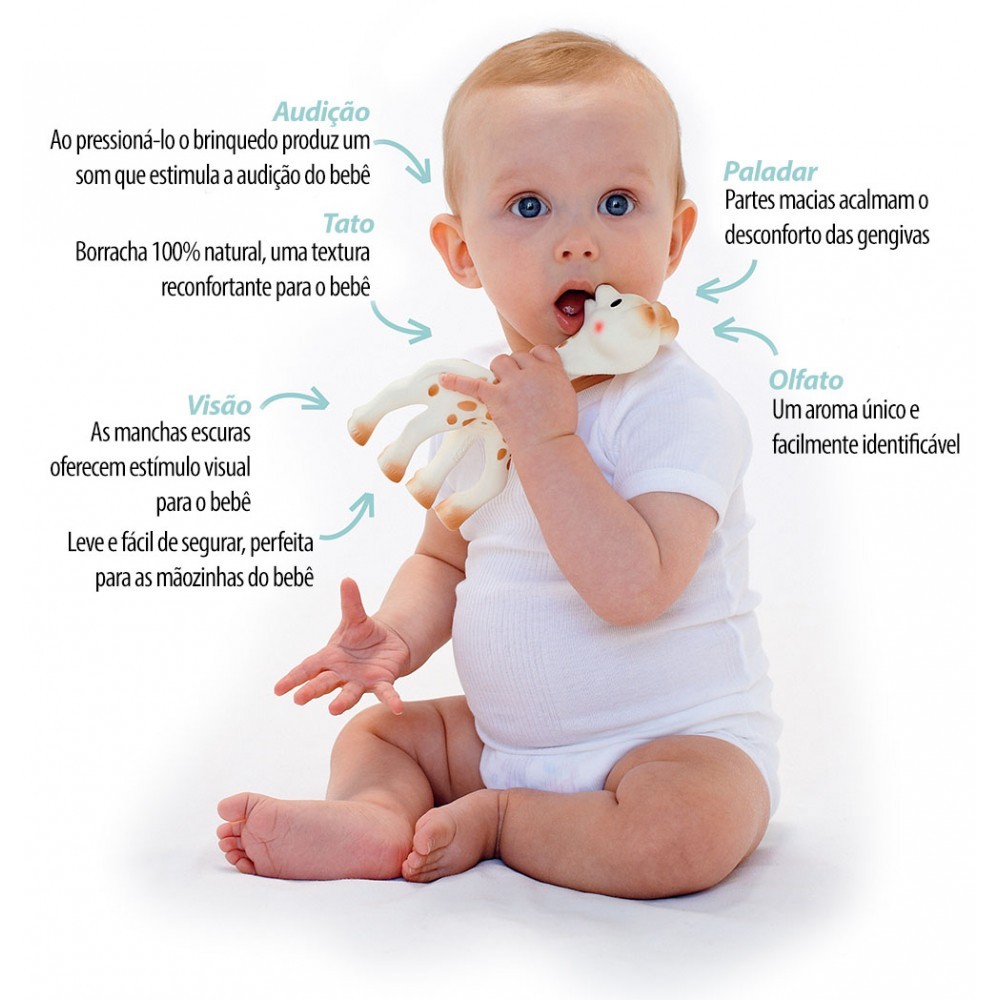 Audição
Ao pressioná-lo o brinquedo produz um
som que estimula a audição do bebê
Tato
Borracha 100% natural, uma textura
reconfortante para o bebê
Visão
As manchas escuras
oferecem estímulo visual
para o bebê
Leve e fácil de segurar, perfeita
para as mãozinhas do bebê
Paladar
Partes macias acalmam o
desconforto das gengivas
Olfato
Um aroma único e
facilmente identificável